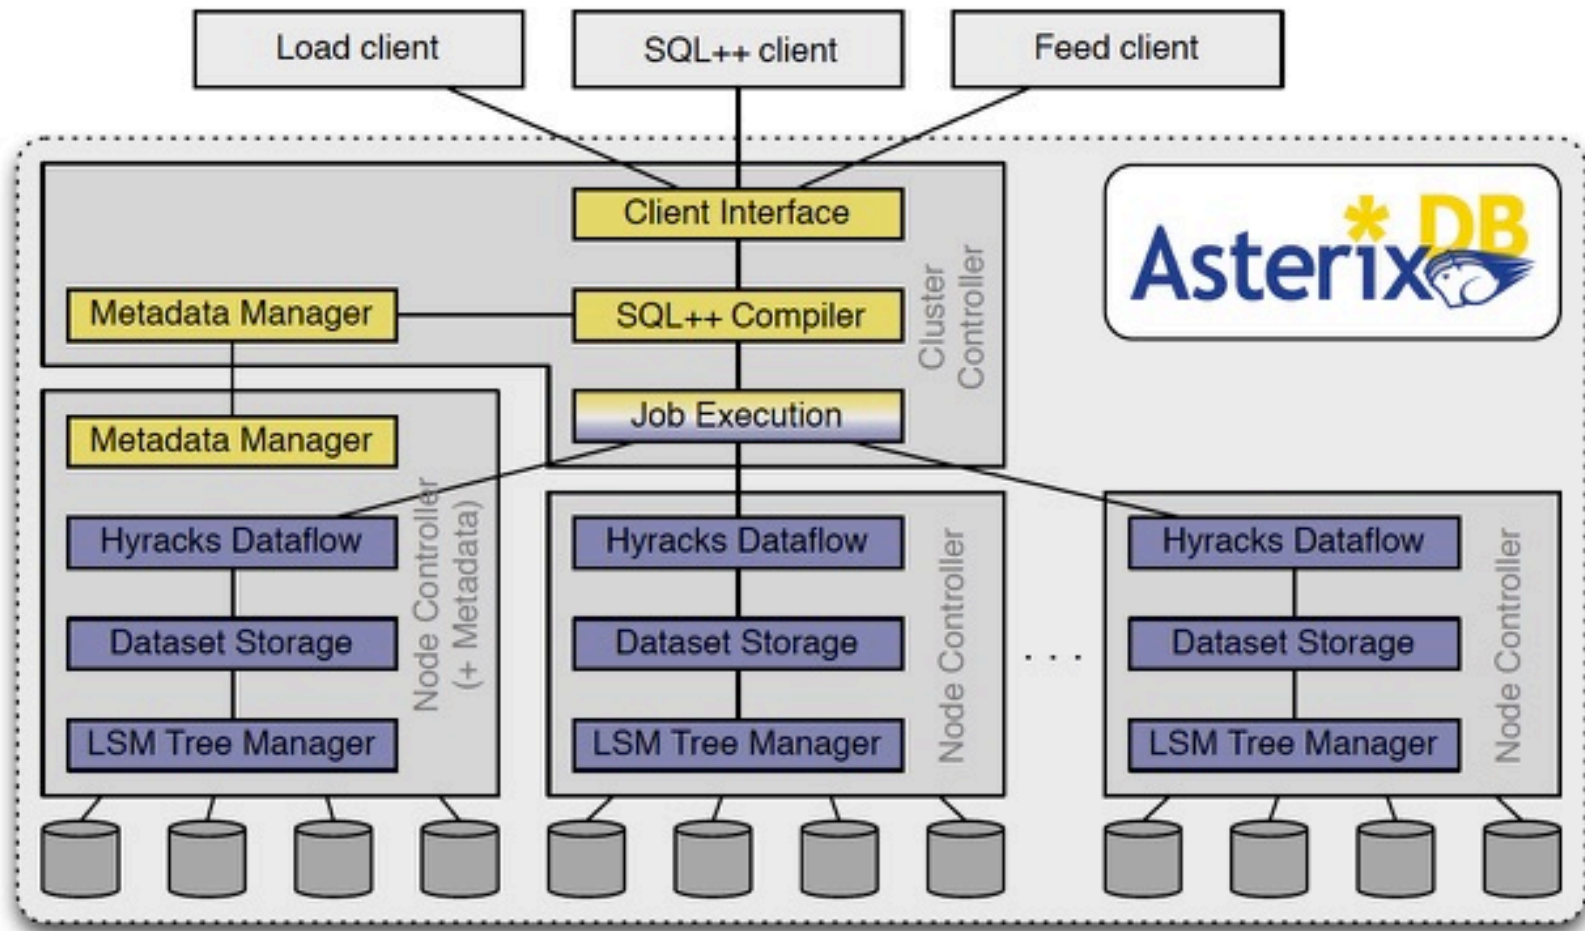 Load client
SQL++ client
Feed client
Client Interface
Asterix*DB
Metadata Manager
SQL++ Compiler
Cluster
Controller
Job Execution
Metadata Manager
Node Controller
(+ Metadata)
Hyracks Dataflow
Dataset Storage
LSM Tree Manager
Hyracks Dataflow
Dataset Storage
LSM Tree Manager
Node Controller
. . .
Hyracks Dataflow
Dataset Storage
LSM Tree Manager
Node Controller